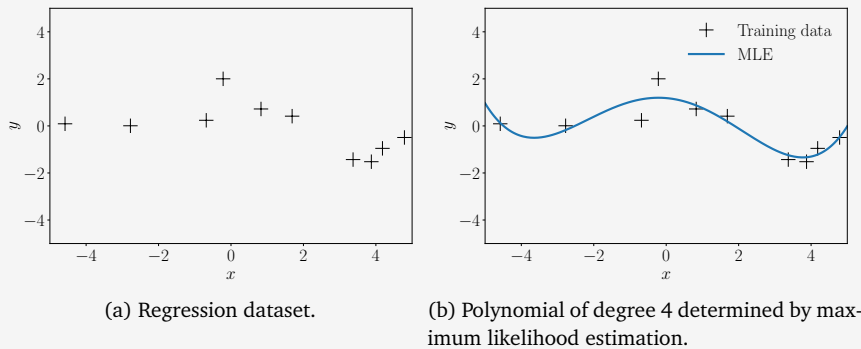 4
2
0
−2
−4
y
−4
−2
0
2
4
x
(a) Regression dataset.
4
2
0
−2
−4
y
−4
−2
0
2
4
x
Training data
MLE
(b) Polynomial of degree 4 determined by max-
imum likelihood estimation.